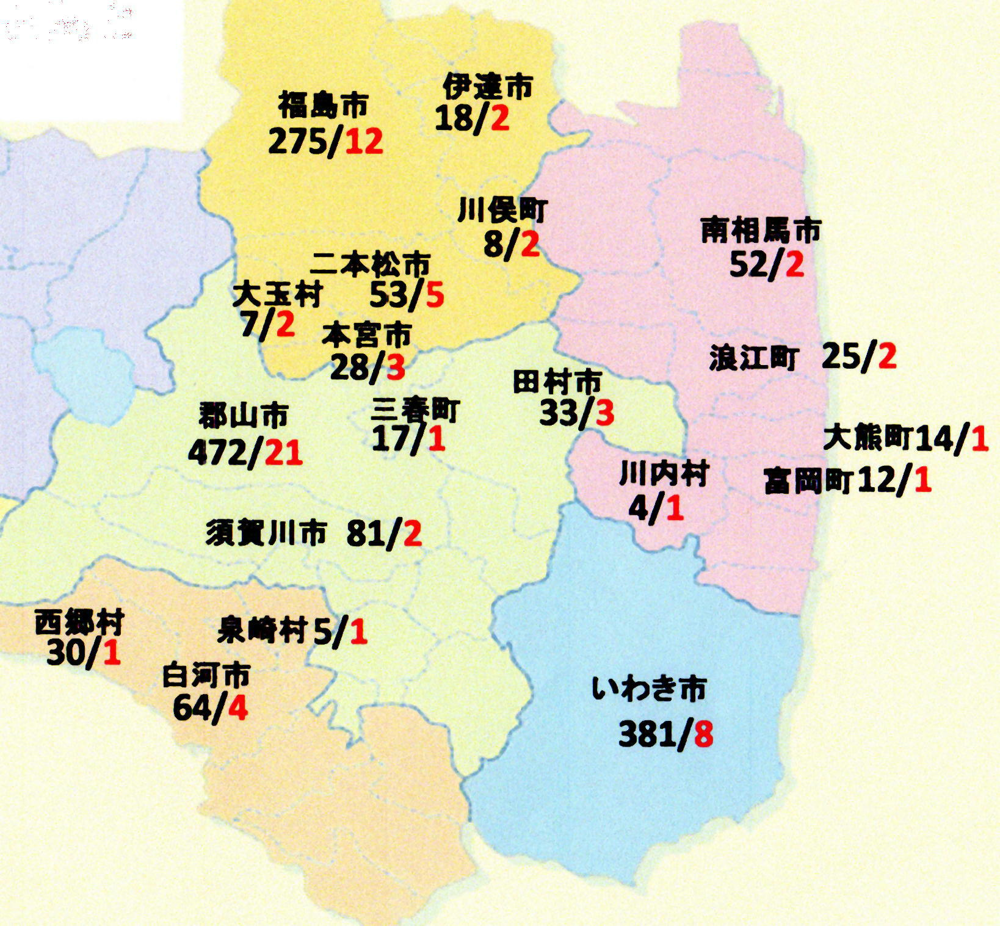 伊達市
18/2
福島市
275/12
川俣町
8/2
南相馬市
52/2
二本松市
53/5
大玉村
7/2
本宮市
28/3
浪江町 25/2
田村市
33/3
三春町
17/1
郡山市
472/21
大熊町14/1
川内村
4/1
富岡町12/1
須賀川市 81/2
西郷村
30/1
泉崎村5/1
白河市
64/4
いわき市
381/8